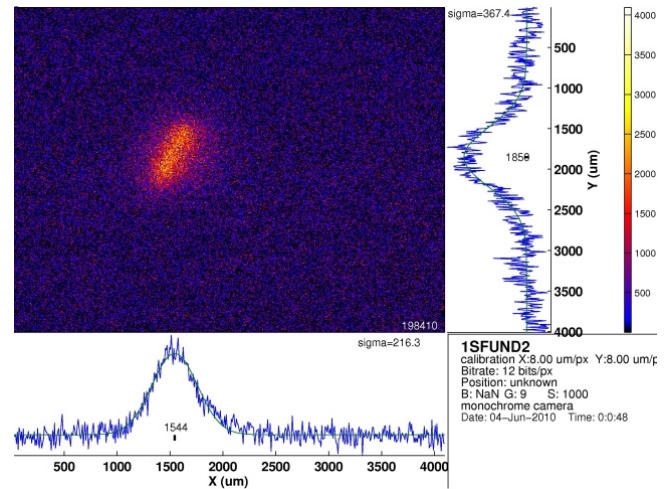 sigma=367.4
500
1000
1500
1850
2000
2500
3000
3500
4000
Y (um)
4000
3500
3000
2500
2000
1500
1000
500
198410
sigma=216.3
1544
500 1000 1500 2000 2500 3000 3500 4000
X (um)
1SFUND2
calibration X:8.00 um/px Y:8.00 um/p
Bitrate: 12 bits/px
Position: unknown
B: NaN G: 9 S: 1000
monochrome camera
Date: 04-Jun-2010 Time: 0:0:48